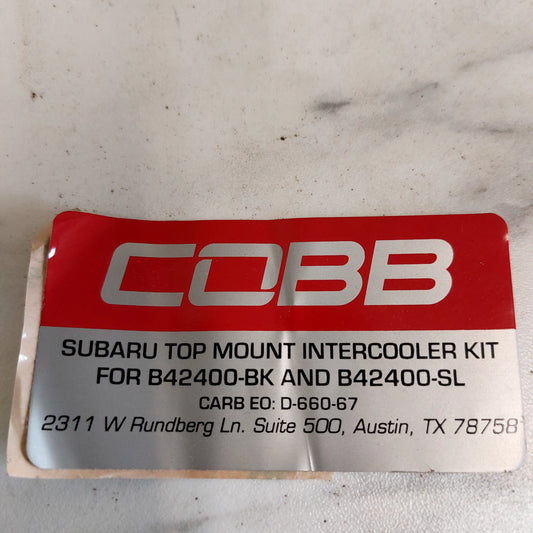 COBB
SUBARU TOP MOUNT INTERCOOLER KIT
FOR B42400-BK AND B42400-SL
CARB EO: D-660-67
2311 W Rundberg Ln. Suite 500, Austin, TX 78758